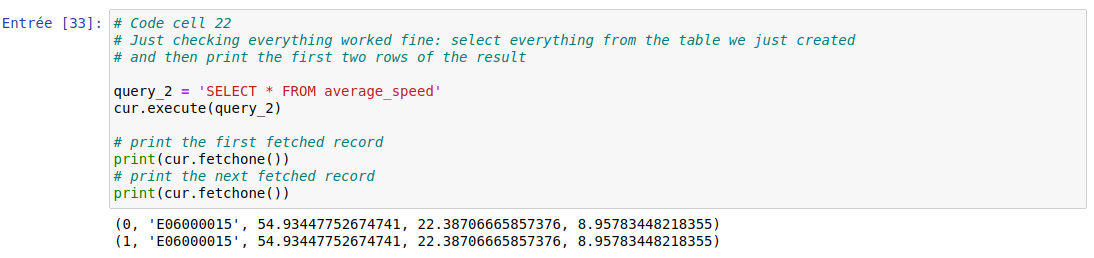 Entrée [33]: # Code cell 22
# Just checking everything worked fine: select everything from the table we just created
# and then print the first two rows of the result
query_2 = 'SELECT * FROM average_speed'
cur.execute(query_2)
# print the first fetched record
print(cur.fetchone())
# print the next fetched record
print(cur.fetchone())
(0, 'E06000015', 54.93447752674741, 22.38706665857376, 8.95783448218355)
(1, 'E06000015', 54.93447752674741, 22.38706665857376, 8.95783448218355)